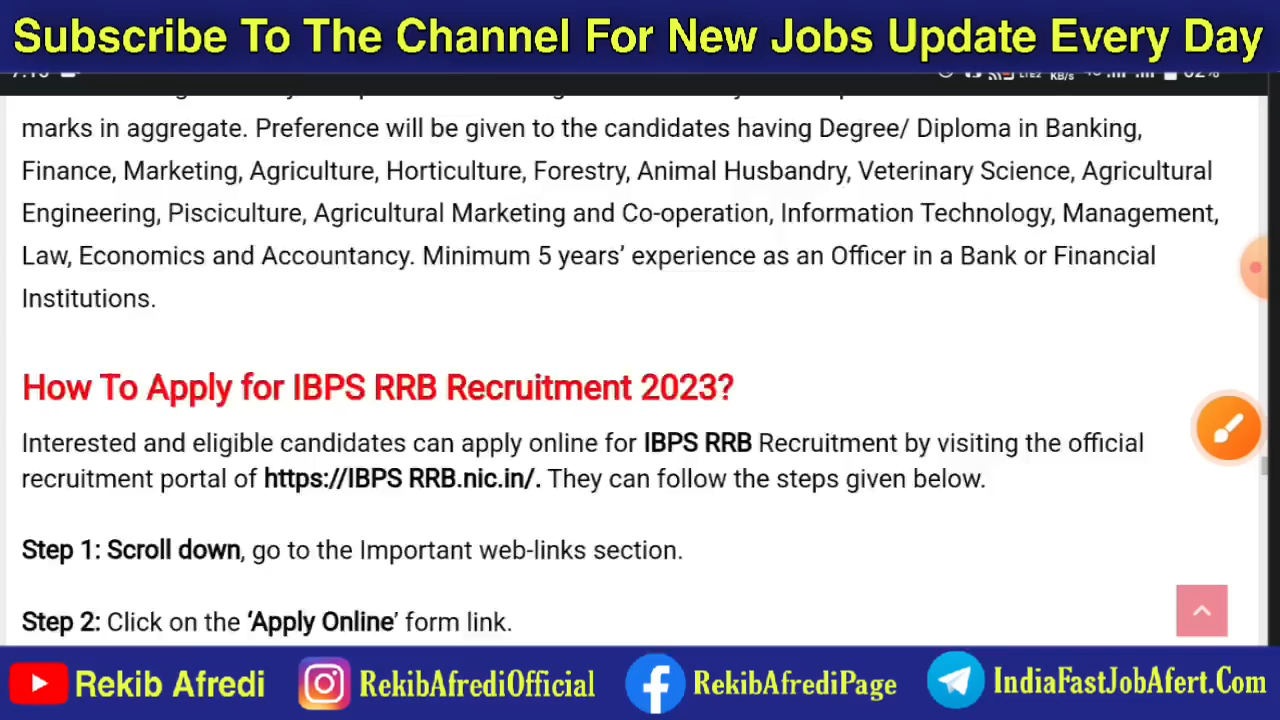 Subscribe To The Channel For New Jobs Update Every Day
KB/s
marks in aggregate. Preference will be given to the candidates having Degree/ Diploma in Banking,
Finance, Marketing, Agriculture, Horticulture, Forestry, Animal Husbandry, Veterinary Science, Agricultural
Engineering, Pisciculture, Agricultural Marketing and Co-operation, Information Technology, Management,
Law, Economics and Accountancy. Minimum 5 years’ experience as an Officer in a Bank or Financial
Institutions.
How To Apply for IBPS RRB Recruitment 2023?
Interested and eligible candidates can apply online for IBPS RRB Recruitment by visiting the official
recruitment portal of https://IBPS RRB.nic.in/. They can follow the steps given below.
Step 1: Scroll down, go to the Important web-links section.
Step 2: Click on the ‘Apply Online’ form link.
Rekib Afredi RekibAfrediOfficial RekibAfrediPage IndiaFastJobAfert.Com